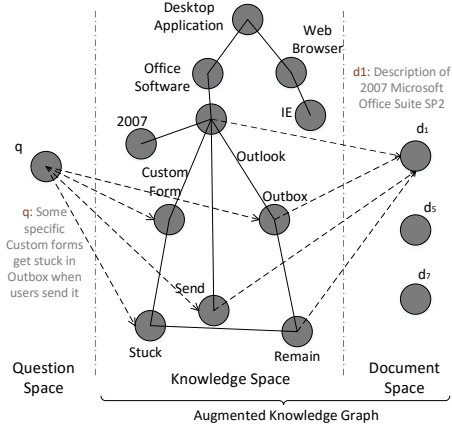 Desktop
Application
Web
Browser
Office
Software
d1: Description of
2007 Microsoft
Office Suite SP2
IE
2007
d1
q
Outlook
Custom
Form
Outbox
q: Some
specific
Custom forms
get stuck in
Outbox when
users send it
d5
d7
Send
Stuck
Remain
Question
Space
Knowledge Space
Document
Space
Augmented Knowledge Graph